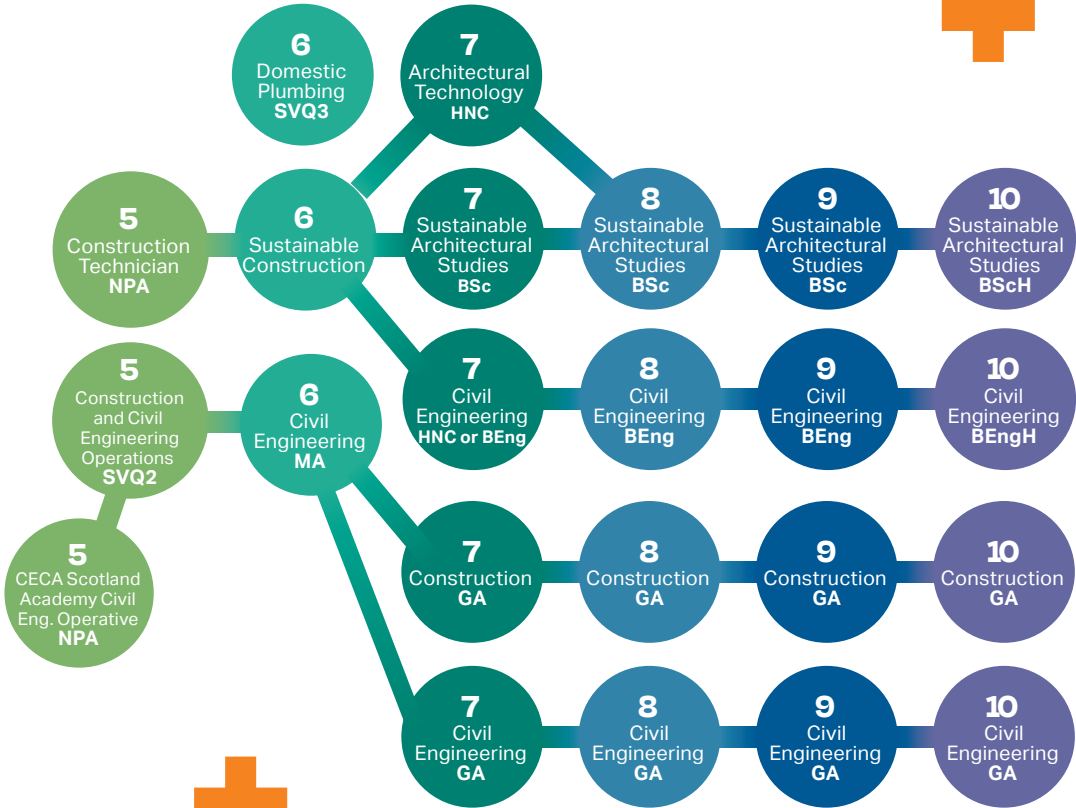 6
Domestic
Plumbing
SVQ3
7
Architectural
Technology
HNC
5
Construction
Technician
NPA
6
Sustainable
Construction
7
Sustainable
Architectural
Studies
BSc
8
Sustainable
Architectural
Studies
BSc
9
Sustainable
Architectural
Studies
BSc
10
Sustainable
Architectural
Studies
BScH
5
Construction
and Civil
Engineering
Operations
SVQ2
6
Civil
Engineering
MA
7
Civil
Engineering
HNC or BEng
8
Civil
Engineering
BEng
9
Civil
Engineering
BEng
10
Civil
Engineering
BEngH
5
CECA Scotland
Academy Civil
Eng. Operative
NPA
7
Construction
GA
8
Construction
GA
9
Construction
GA
10
Construction
GA
7
Civil
Engineering
GA
8
Civil
Engineering
GA
9
Civil
Engineering
GA
10
Civil
Engineering
GA